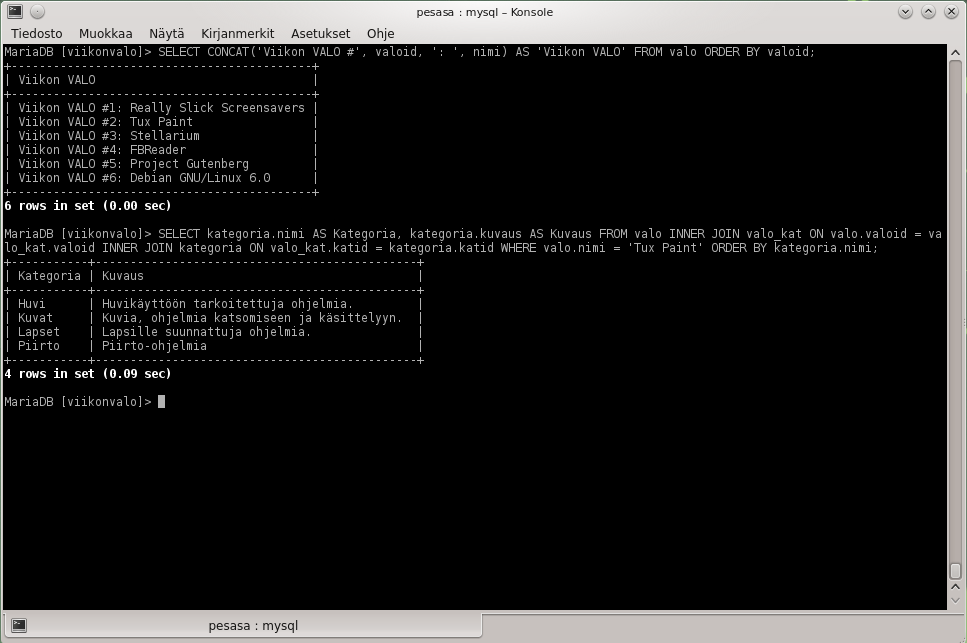 pesasa : mysql – Konsole
Tiedosto Muokkaa Näytä Kirjanmerkit Asetukset Ohje
MariaDB [viikonvalo]> SELECT CONCAT('Viikon VALO #', valoid, ': ', nimi) AS 'Viikon VALO' FROM valo ORDER BY valoid;
+-------------------------------------------+
| Viikon VALO                               |
+-------------------------------------------+
| Viikon VALO #1: Really Slick Screensavers |
| Viikon VALO #2: Tux Paint                 |
| Viikon VALO #3: Stellarium                |
| Viikon VALO #4: FBReader                  |
| Viikon VALO #5: Project Gutenberg         |
| Viikon VALO #6: Debian GNU/Linux 6.0      |
+-------------------------------------------+
6 rows in set (0.00 sec)
MariaDB [viikonvalo]> SELECT kategoria.nimi AS Kategoria, kategoria.kuvaus AS Kuvaus FROM valo INNER JOIN valo_kat ON valo.valoid = va
lo_kat.valoid INNER JOIN kategoria ON valo_kat.katid = kategoria.katid WHERE valo.nimi = 'Tux Paint' ORDER BY kategoria.nimi;
+-----------+----------------------------------------------+
| Kategoria | Kuvaus                                       |
+-----------+----------------------------------------------+
| Huvi      | Huvikäyttöön tarkoitettuja ohjelmia.         |
| Kuvat     | Kuvia, ohjelmia katsomiseen ja käsittelyyn.  |
| Lapset    | Lapsille suunnattuja ohjelmia.               |
| Piirto    | Piirto-ohjelmia                              |
+-----------+----------------------------------------------+
4 rows in set (0.09 sec)
MariaDB [viikonvalo]>
pesasa : mysql